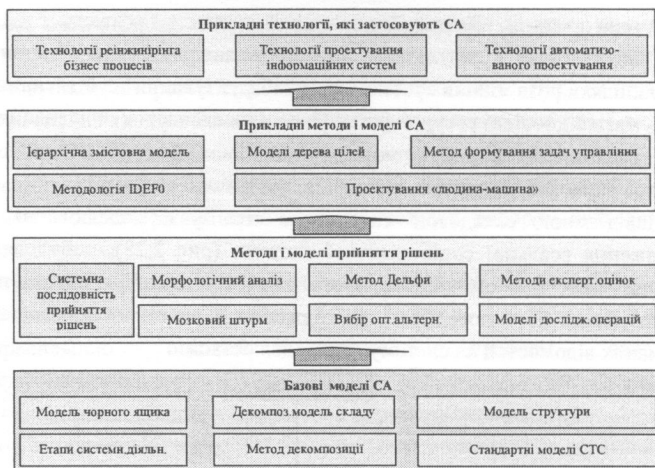 Прикладні технології, які застосовують СА
Технології реінжинірінга
бізнес процесів
Технології проектування
інформаційних систем
Технології автоматизо-
ваного проектування
Прикладні методи і моделі СА
Ієрархічна змістовна модель
Моделі дерева цілей
Метод формування задач управління
Методологія IDEF0
Проектування «людина-машина»
Методи і моделі прийняття рішень
Системна
послідовність
прийняття
рішень
Морфологічний аналіз
Метод Дельфи
Методи експерт.оцінок
Мозковий штурм
Вибір опт.альтерн.
Моделі дослідж.операцій
Базові моделі СА
Модель чорного ящика
Декомпоз.модель складу
Модель структури
Етапи системн.діяльн.
Метод декомпозиції
Стандартні моделі СТС